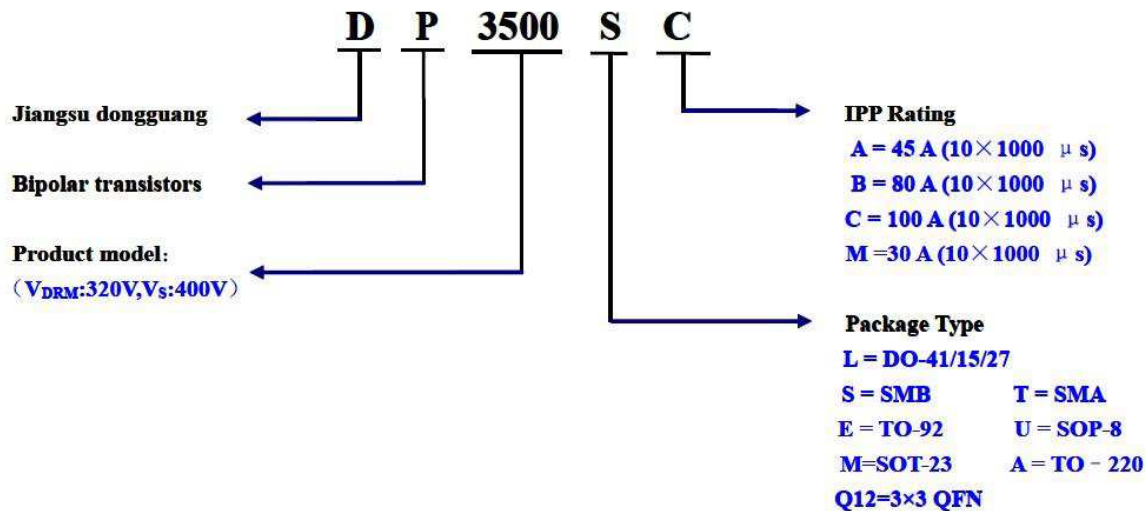 D P 3500 S C
Jiangsu dongguang
Bipolar transistors
Product model:
（VDRM:320V,VS:400V）
IPP Rating
A = 45 A (10×1000 μ s)
B = 80 A (10×1000 μ s)
C = 100 A (10×1000 μ s)
M =30 A (10×1000 μ s)
Package Type
L = DO-41/15/27
S = SMB T = SMA
E = TO-92 U = SOP-8
M=SOT-23 A = TO－220
Q12=3×3 QFN